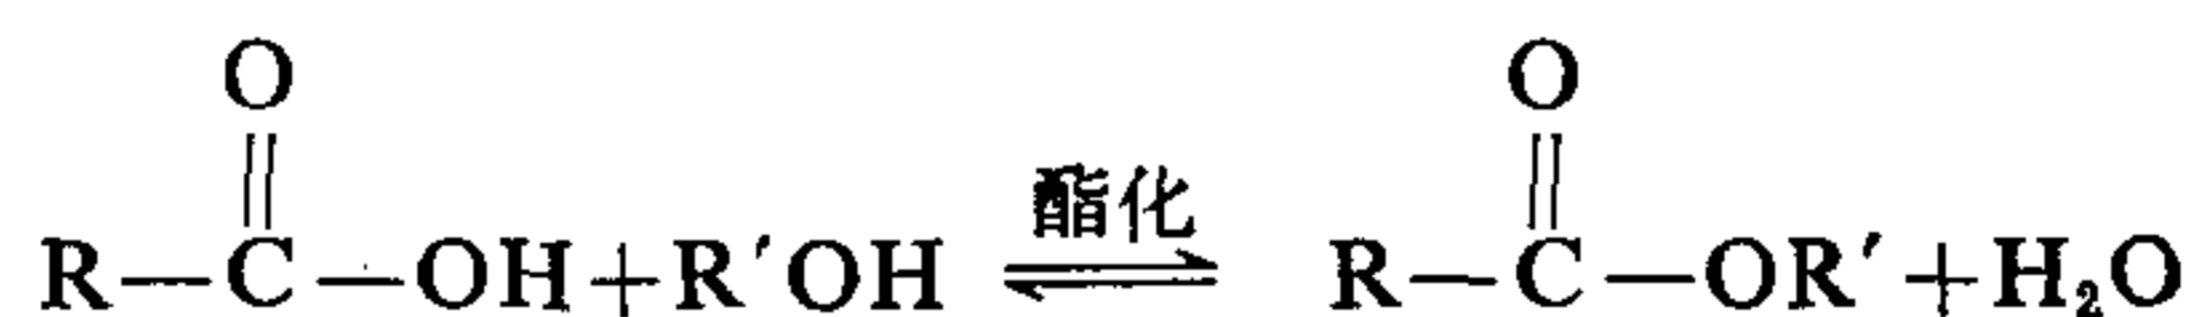 O O
酯化
R—C—OH+R′OH ⇌ R—C—OR′+H₂O